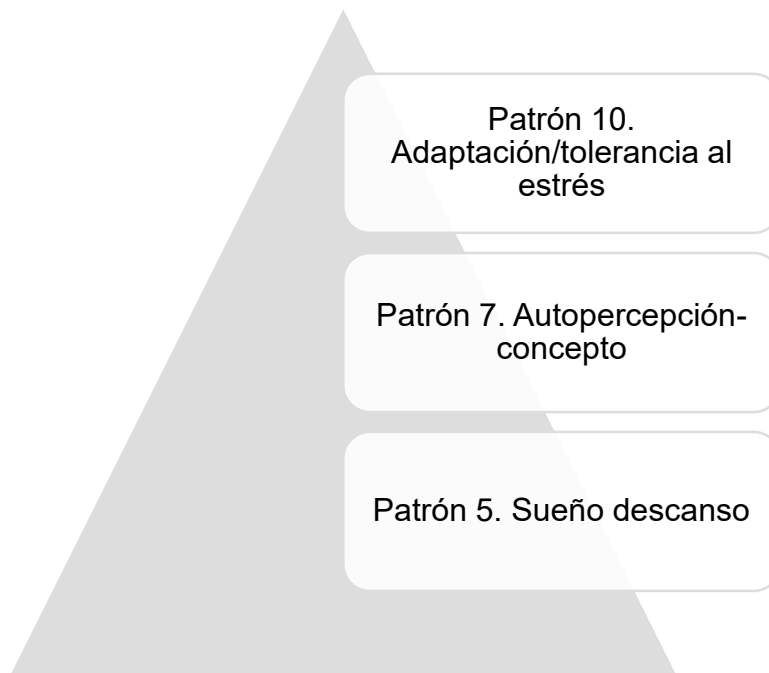 Patrón 10.
Adaptación/tolerancia al
estrés
Patrón 7. Autopercepción-
concepto
Patrón 5. Sueño descanso